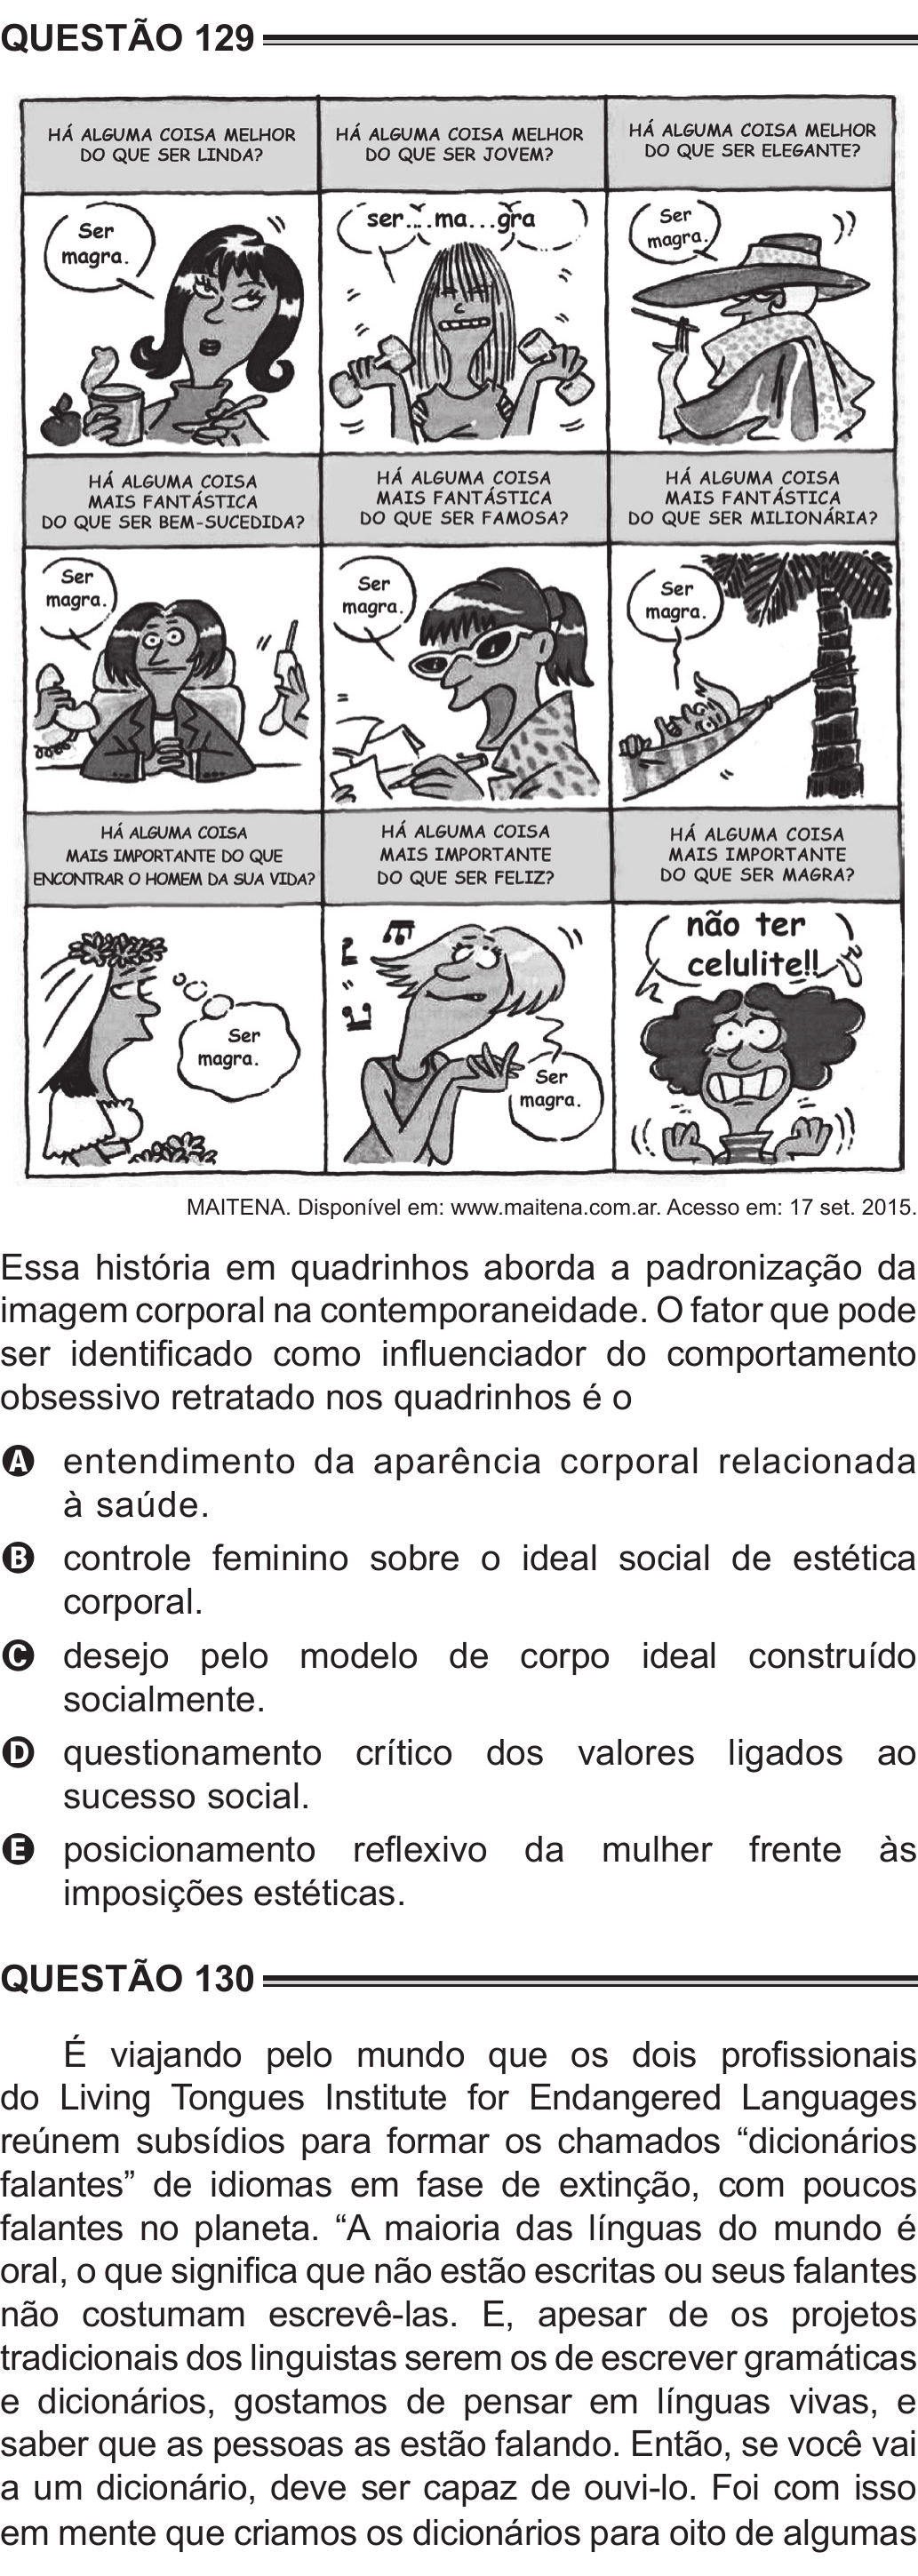 QUESTÃO 129
HÁ ALGUMA COISA MELHOR
DO QUE SER LINDA?
HÁ ALGUMA COISA MELHOR
DO QUE SER JOVEM?
HÁ ALGUMA COISA MELHOR
DO QUE SER ELEGANTE?
Ser
magra.
ser...ma...gra
Ser
magra.
HÁ ALGUMA COISA
MAIS FANTÁSTICA
DO QUE SER BEM-SUCEDIDA?
HÁ ALGUMA COISA
MAIS FANTÁSTICA
DO QUE SER FAMOSA?
HÁ ALGUMA COISA
MAIS FANTÁSTICA
DO QUE SER MILIONÁRIA?
Ser
magra.
Ser
magra.
Ser
magra.
HÁ ALGUMA COISA
MAIS IMPORTANTE DO QUE
ENCONTRAR O HOMEM DA SUA VIDA?
HÁ ALGUMA COISA
MAIS IMPORTANTE
DO QUE SER FELIZ?
HÁ ALGUMA COISA
MAIS IMPORTANTE
DO QUE SER MAGRA?
Ser
magra.
Ser
magra.
não ter
celulite!!
MAITENA. Disponível em: www.maitena.com.ar. Acesso em: 17 set. 2015.
Essa história em quadrinhos aborda a padronização da
imagem corporal na contemporaneidade. O fator que pode
ser identificado como influenciador do comportamento
obsessivo retratado nos quadrinhos é o
A entendimento da aparência corporal relacionada
à saúde.
B controle feminino sobre o ideal social de estética
corporal.
C desejo pelo modelo de corpo ideal construído
socialmente.
D questionamento crítico dos valores ligados ao
sucesso social.
E posicionamento reflexivo da mulher frente às
imposições estéticas.
QUESTÃO 130
É viajando pelo mundo que os dois profissionais
do Living Tongues Institute for Endangered Languages
reúnem subsídios para formar os chamados “dicionários
falantes” de idiomas em fase de extinção, com poucos
falantes no planeta. “A maioria das línguas do mundo é
oral, o que significa que não estão escritas ou seus falantes
não costumam escrevê-las. E, apesar de os projetos
tradicionais dos linguistas serem os de escrever gramáticas
e dicionários, gostamos de pensar em línguas vivas, e
saber que as pessoas as estão falando. Então, se você vai
a um dicionário, deve ser capaz de ouvi-lo. Foi com isso
em mente que criamos os dicionários para oito de algumas